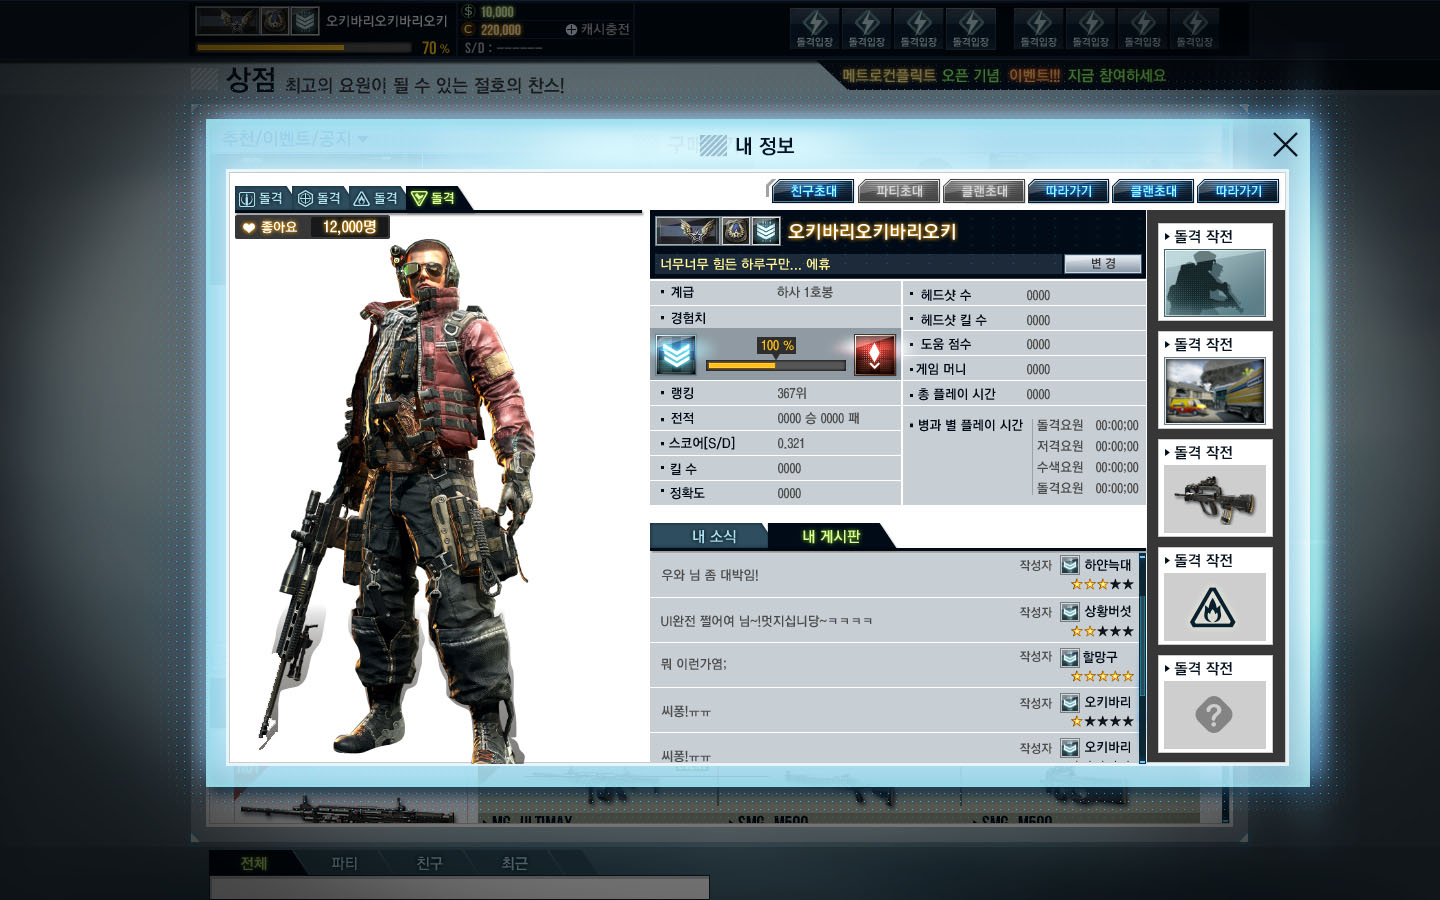 오키바리오키바리오키
70 %
$ 10,000
C 220,000
캐시충전
S/D : ------
돌격입장 돌격입장 돌격입장 돌격입장 돌격입장 돌격입장 돌격입장 돌격입장
상점 최고의 요원이 될 수 있는 절호의 찬스!
메트로컨플릭트 오픈 기념 이벤트!!! 지금 참여하세요
추천/이벤트/공지
구매
내 정보
돌격 돌격 돌격 돌격
친구초대 파티초대 클랜초대 따라가기 클랜초대 따라가기
좋아요 12,000명
오키바리오키바리오키
너무너무 힘든 하루구만... 에휴
변 경
계급 하사 1호봉
경험치
100 %
랭킹 367위
전적 0000 승 0000 패
스코어[S/D] 0.321
킬 수 0000
정확도 0000
헤드샷 수 0000
헤드샷 킬 수 0000
도움 점수 0000
게임 머니 0000
총 플레이 시간 0000
병과 별 플레이 시간 돌격요원 00:00;00
저격요원 00:00;00
수색요원 00:00;00
돌격요원 00:00;00
내 소식 내 게시판
우와 님 좀 대박임!
작성자 하얀늑대
UI완전 쩔어여 님~!멋지십니당~ㅋㅋㅋㅋ
작성자 상황버섯
뭐 이런가염;
작성자 할망구
씨퐁!ㅠㅠ
작성자 오키바리
씨퐁!ㅠㅠ
작성자 오키바리
돌격 작전
돌격 작전
돌격 작전
돌격 작전
돌격 작전
MG ULTIMAX
SMG M590
SMG M590
전체 파티 친구 최근